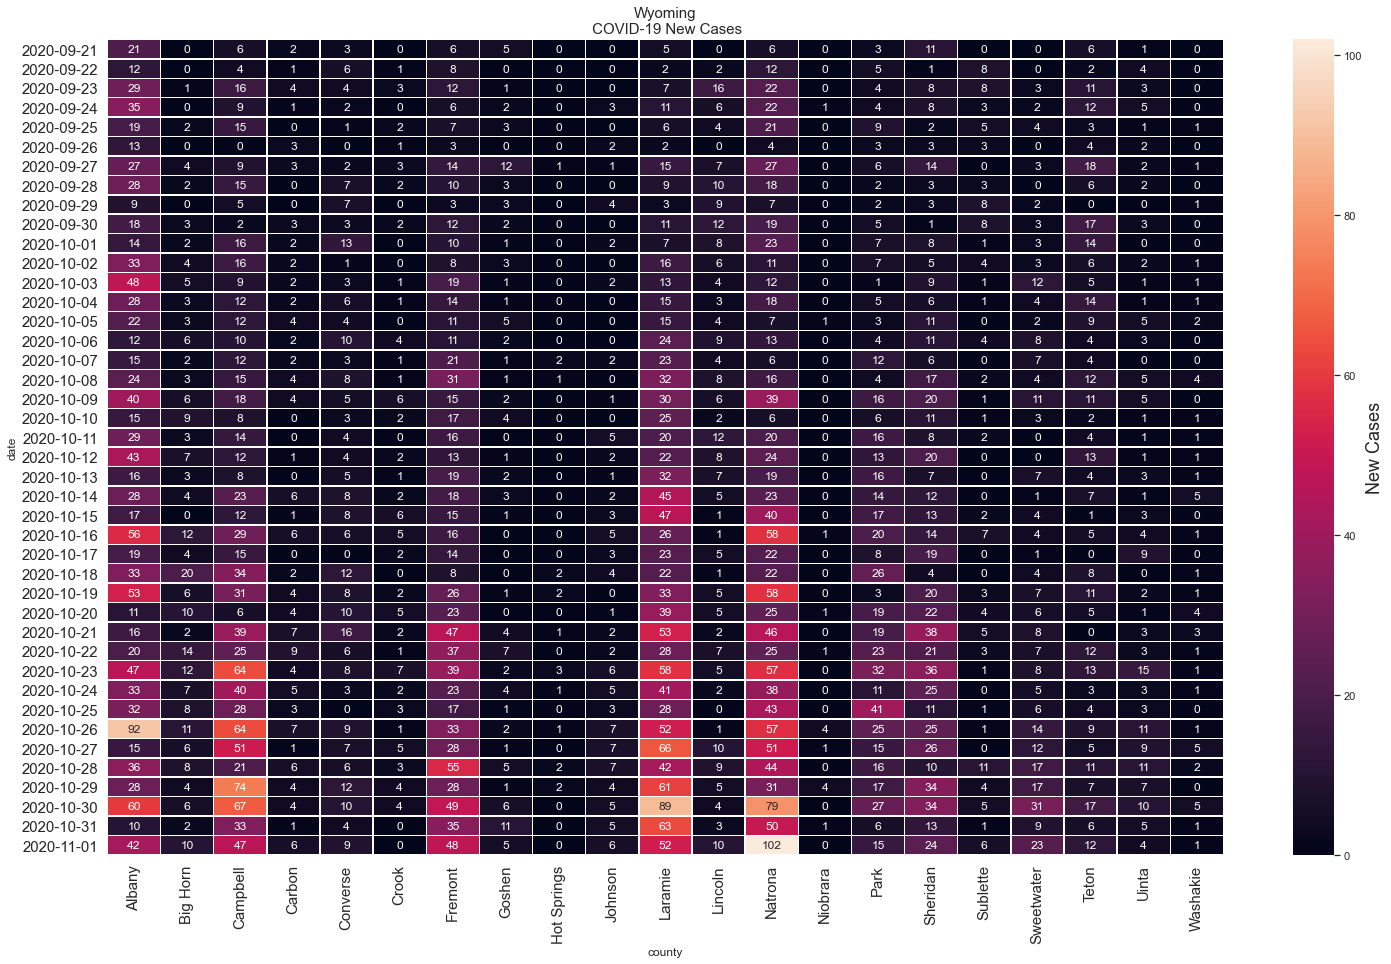 Wyoming
COVID-19 New Cases
2020-09-21 21 0 6 2 3 0 6 5 0 0 5 0 6 0 3 11 0 0 6 1 0
2020-09-22 12 0 4 1 6 1 8 0 0 0 2 2 12 0 5 1 8 0 2 4 0
2020-09-23 29 1 16 4 4 3 12 1 0 0 7 16 22 0 4 8 8 3 11 3 0
2020-09-24 35 0 9 1 2 0 6 2 0 3 11 6 22 1 4 8 3 2 12 5 0
2020-09-25 19 2 15 0 1 2 7 3 0 0 6 4 21 0 9 2 5 4 3 1 1
2020-09-26 13 0 0 3 0 1 3 0 0 2 2 0 4 0 3 3 3 0 4 2 0
2020-09-27 27 4 9 3 2 3 14 12 1 1 15 7 27 0 6 14 0 3 18 2 1
2020-09-28 28 2 15 0 7 2 10 3 0 0 9 10 18 0 2 3 3 0 6 2 0
2020-09-29 9 0 5 0 7 0 3 3 0 4 3 9 7 0 2 3 8 2 0 0 1
2020-09-30 18 3 2 3 3 2 12 2 0 0 11 12 19 0 5 1 8 3 17 3 0
2020-10-01 14 2 16 2 13 0 10 1 0 2 7 8 23 0 7 8 1 3 14 0 0
2020-10-02 33 4 16 2 1 0 8 3 0 0 16 6 11 0 7 5 4 3 6 2 1
2020-10-03 48 5 9 2 3 1 19 1 0 2 13 4 12 0 1 9 1 12 5 1 1
2020-10-04 28 3 12 2 6 1 14 1 0 0 15 3 18 0 5 6 1 4 14 1 1
2020-10-05 22 3 12 4 4 0 11 5 0 0 15 4 7 1 3 11 0 2 9 5 2
2020-10-06 12 6 10 2 10 4 11 2 0 0 24 9 13 0 4 11 4 8 4 3 0
2020-10-07 15 2 12 2 3 1 21 1 2 2 23 4 6 0 12 6 0 7 4 0 0
2020-10-08 24 3 15 4 8 1 31 1 1 0 32 8 16 0 4 17 2 4 12 5 4
2020-10-09 40 6 18 4 5 6 15 2 0 1 30 6 39 0 16 20 1 11 11 5 0
2020-10-10 15 9 8 0 3 2 17 4 0 0 25 2 6 0 6 11 1 3 2 1 1
2020-10-11 29 3 14 0 4 0 16 0 0 5 20 12 20 0 16 8 2 0 4 1 1
2020-10-12 43 7 12 1 4 2 13 1 0 2 22 8 24 0 13 20 0 0 13 1 1
2020-10-13 16 3 8 0 5 1 19 2 0 1 32 7 19 0 16 7 0 7 4 3 1
2020-10-14 28 4 23 6 8 2 18 3 0 2 45 5 23 0 14 12 0 1 7 1 5
2020-10-15 17 0 12 1 8 6 15 1 0 3 47 1 40 0 17 13 2 4 1 3 0
2020-10-16 56 12 29 6 6 5 16 0 0 5 26 1 58 1 20 14 7 4 5 4 1
2020-10-17 19 4 15 0 0 2 14 0 0 3 23 5 22 0 8 19 0 1 0 9 0
2020-10-18 33 20 34 2 12 0 8 0 2 4 22 1 22 0 26 4 0 4 8 0 1
2020-10-19 53 6 31 4 8 2 26 1 2 0 33 5 58 0 3 20 3 7 11 2 1
2020-10-20 11 10 6 4 10 5 23 0 0 1 39 5 25 1 19 22 4 6 5 1 4
2020-10-21 16 2 39 7 16 2 47 4 1 2 53 2 46 0 19 38 5 8 0 3 3
2020-10-22 20 14 25 9 6 1 37 7 0 2 28 7 25 1 23 21 3 7 12 3 1
2020-10-23 47 12 64 4 8 7 39 2 3 6 58 5 57 0 32 36 1 8 13 15 1
2020-10-24 33 7 40 5 3 2 23 4 1 5 41 2 38 0 11 25 0 5 3 3 1
2020-10-25 32 8 28 3 0 3 17 1 0 3 28 0 43 0 41 11 1 6 4 3 0
2020-10-26 92 11 64 7 9 1 33 2 1 7 52 1 57 4 25 25 1 14 9 11 1
2020-10-27 15 6 51 1 7 5 28 1 0 7 66 10 51 1 15 26 0 12 5 9 5
2020-10-28 36 8 21 6 6 3 55 5 2 7 42 9 44 0 16 10 11 17 11 11 2
2020-10-29 28 4 74 4 12 4 28 1 2 4 61 5 31 4 17 34 4 17 7 7 0
2020-10-30 60 6 67 4 10 4 49 6 0 5 89 4 79 0 27 34 5 31 17 10 5
2020-10-31 10 2 33 1 4 0 35 11 0 5 63 3 50 1 6 13 1 9 6 5 1
2020-11-01 42 10 47 6 9 0 48 5 0 6 52 10 102 0 15 24 6 23 12 4 1
date
Albany Big Horn Campbell Carbon Converse Crook Fremont Goshen Hot Springs Johnson Laramie Lincoln Natrona Niobrara Park Sheridan Sublette Sweetwater Teton Uinta Washakie
county
100
80
60
40
20
0
New Cases